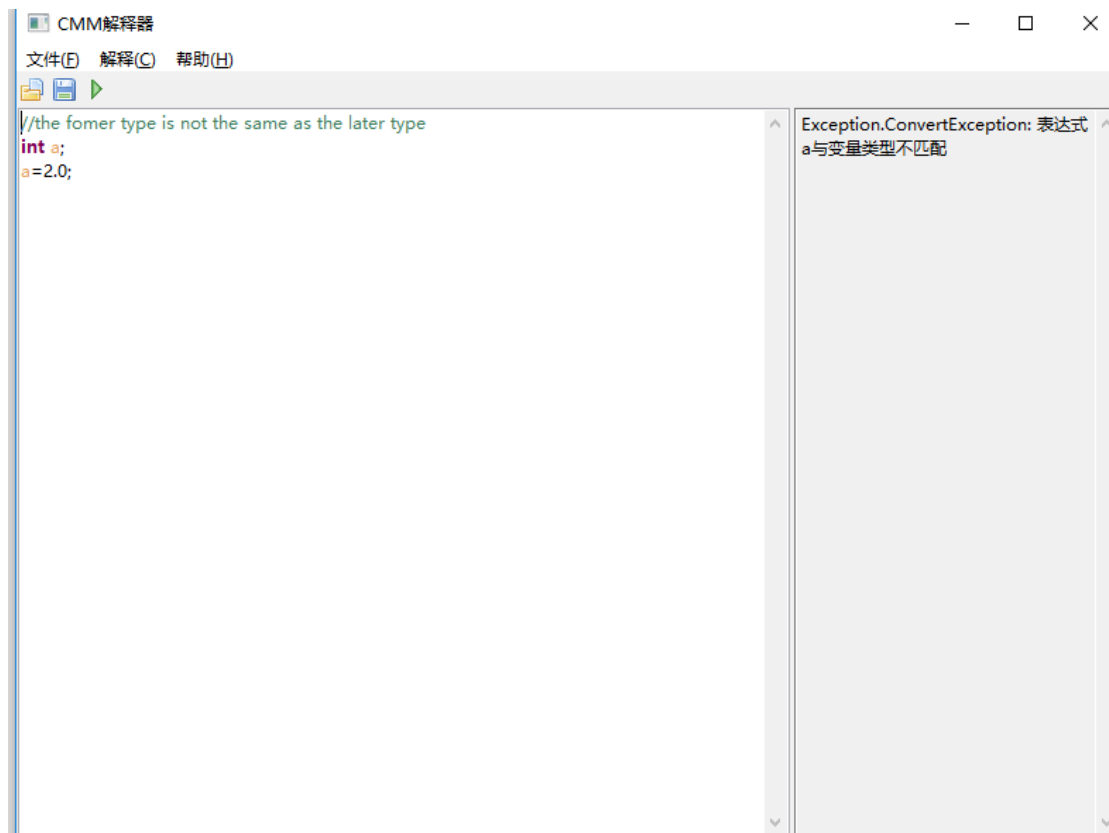 CMM解释器
文件(F) 解释(C) 帮助(H)
//the fomer type is not the same as the later type
int a;
a=2.0;
Exception.ConvertException: 表达式
a与变量类型不匹配